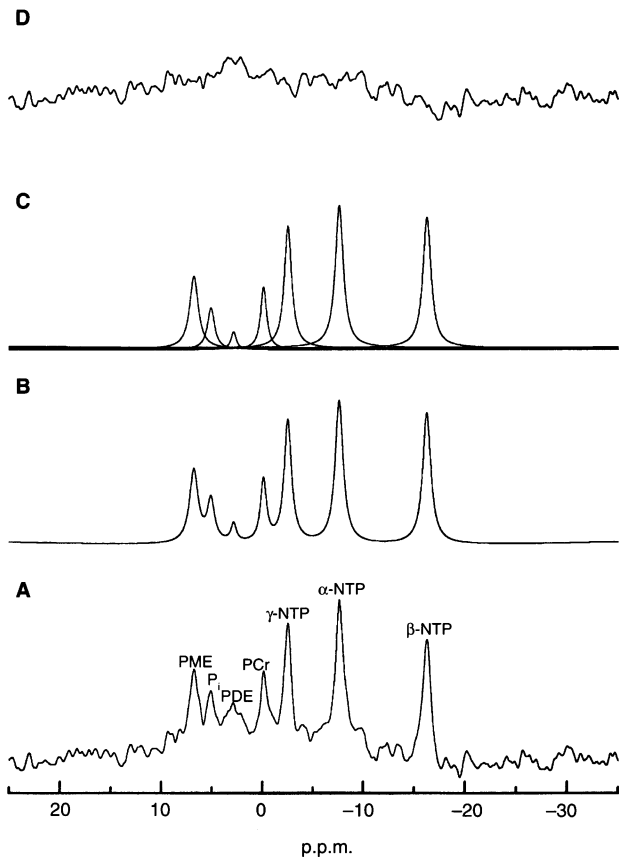 D
C
B
A
α-NTP
γ-NTP
β-NTP
PME
PCr
Pi
PDE
20 10 0 −10 −20 −30
p.p.m.